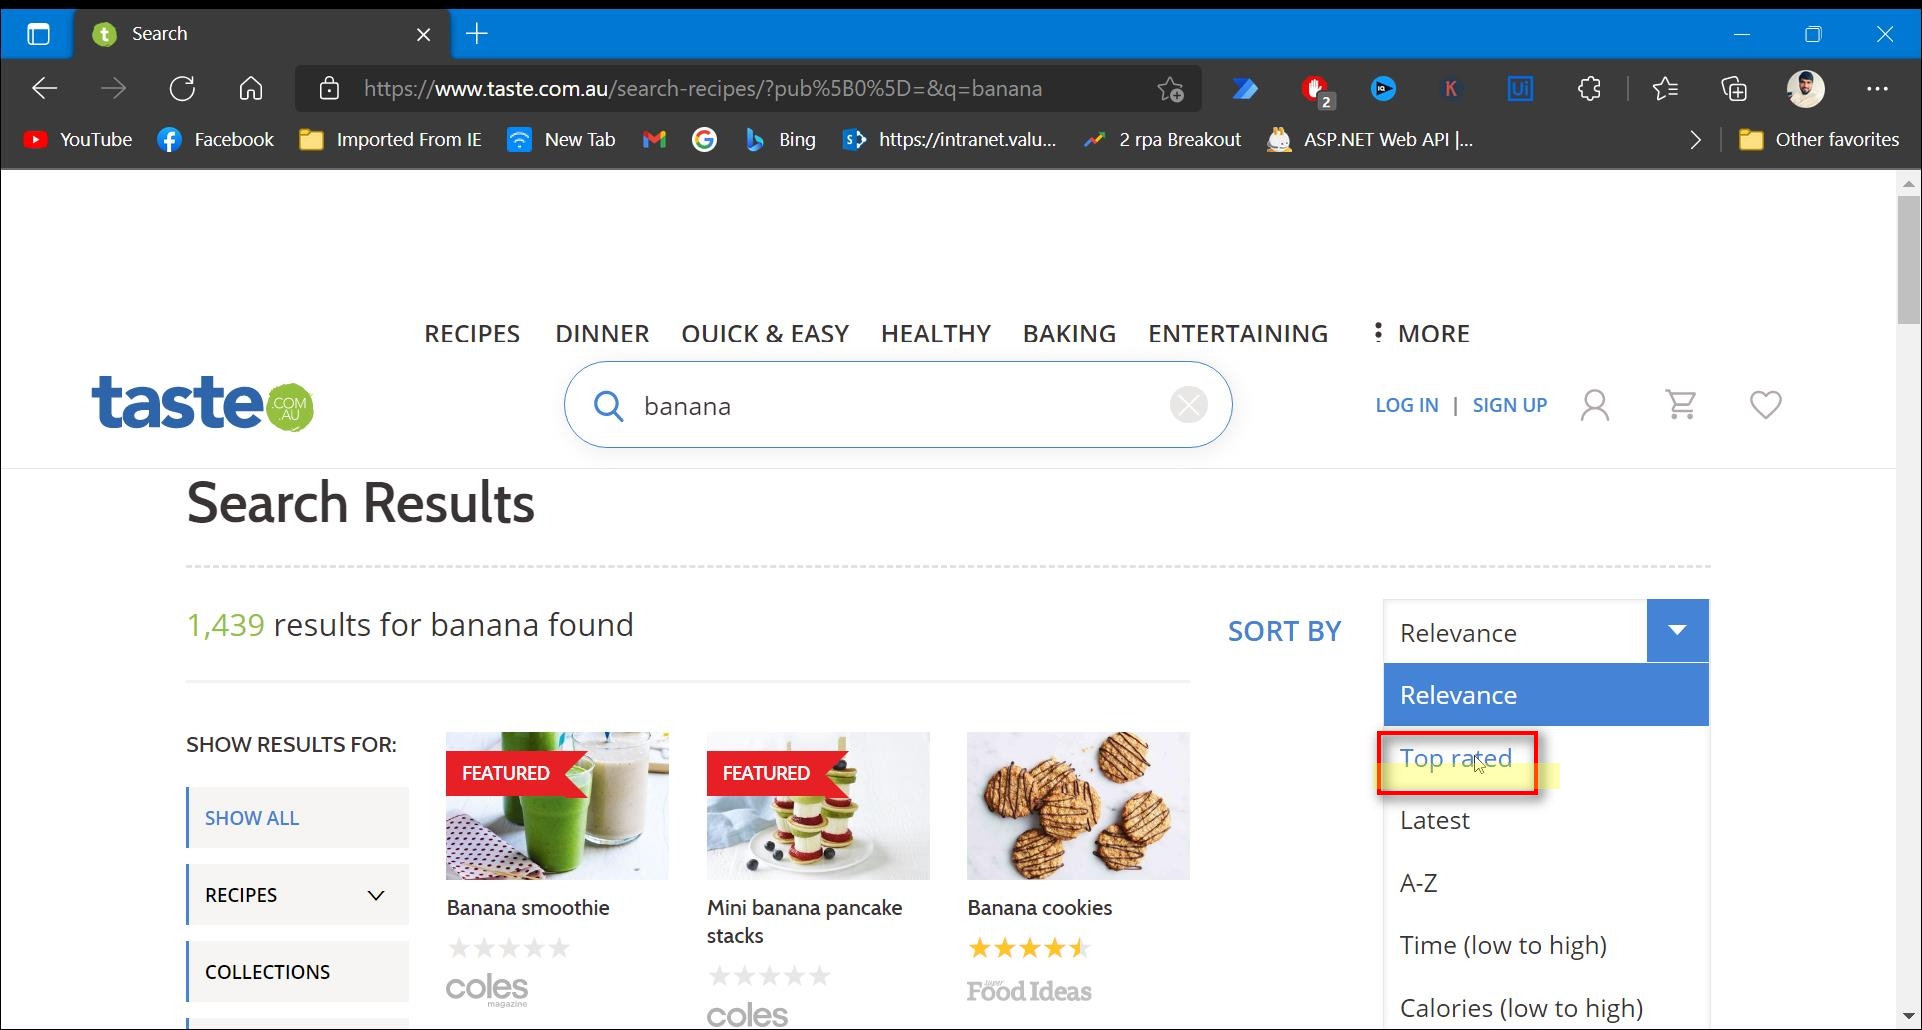 Search
https://www.taste.com.au/search-recipes/?pub%5B0%5D=&q=banana
2
YouTube
Facebook
Imported From IE
New Tab
Bing
https://intranet.valu...
2 rpa Breakout
ASP.NET Web API |...
Other favorites
RECIPES
DINNER
QUICK & EASY
HEALTHY
BAKING
ENTERTAINING
MORE
taste
.COM
.AU
banana
LOG IN | SIGN UP
Search Results
1,439 results for banana found
SORT BY
Relevance
Relevance
Top rated
Latest
A-Z
Time (low to high)
Calories (low to high)
SHOW RESULTS FOR:
SHOW ALL
RECIPES
COLLECTIONS
FEATURED
Banana smoothie
coles
magazine
FEATURED
Mini banana pancake
stacks
coles
Banana cookies
super
Food Ideas